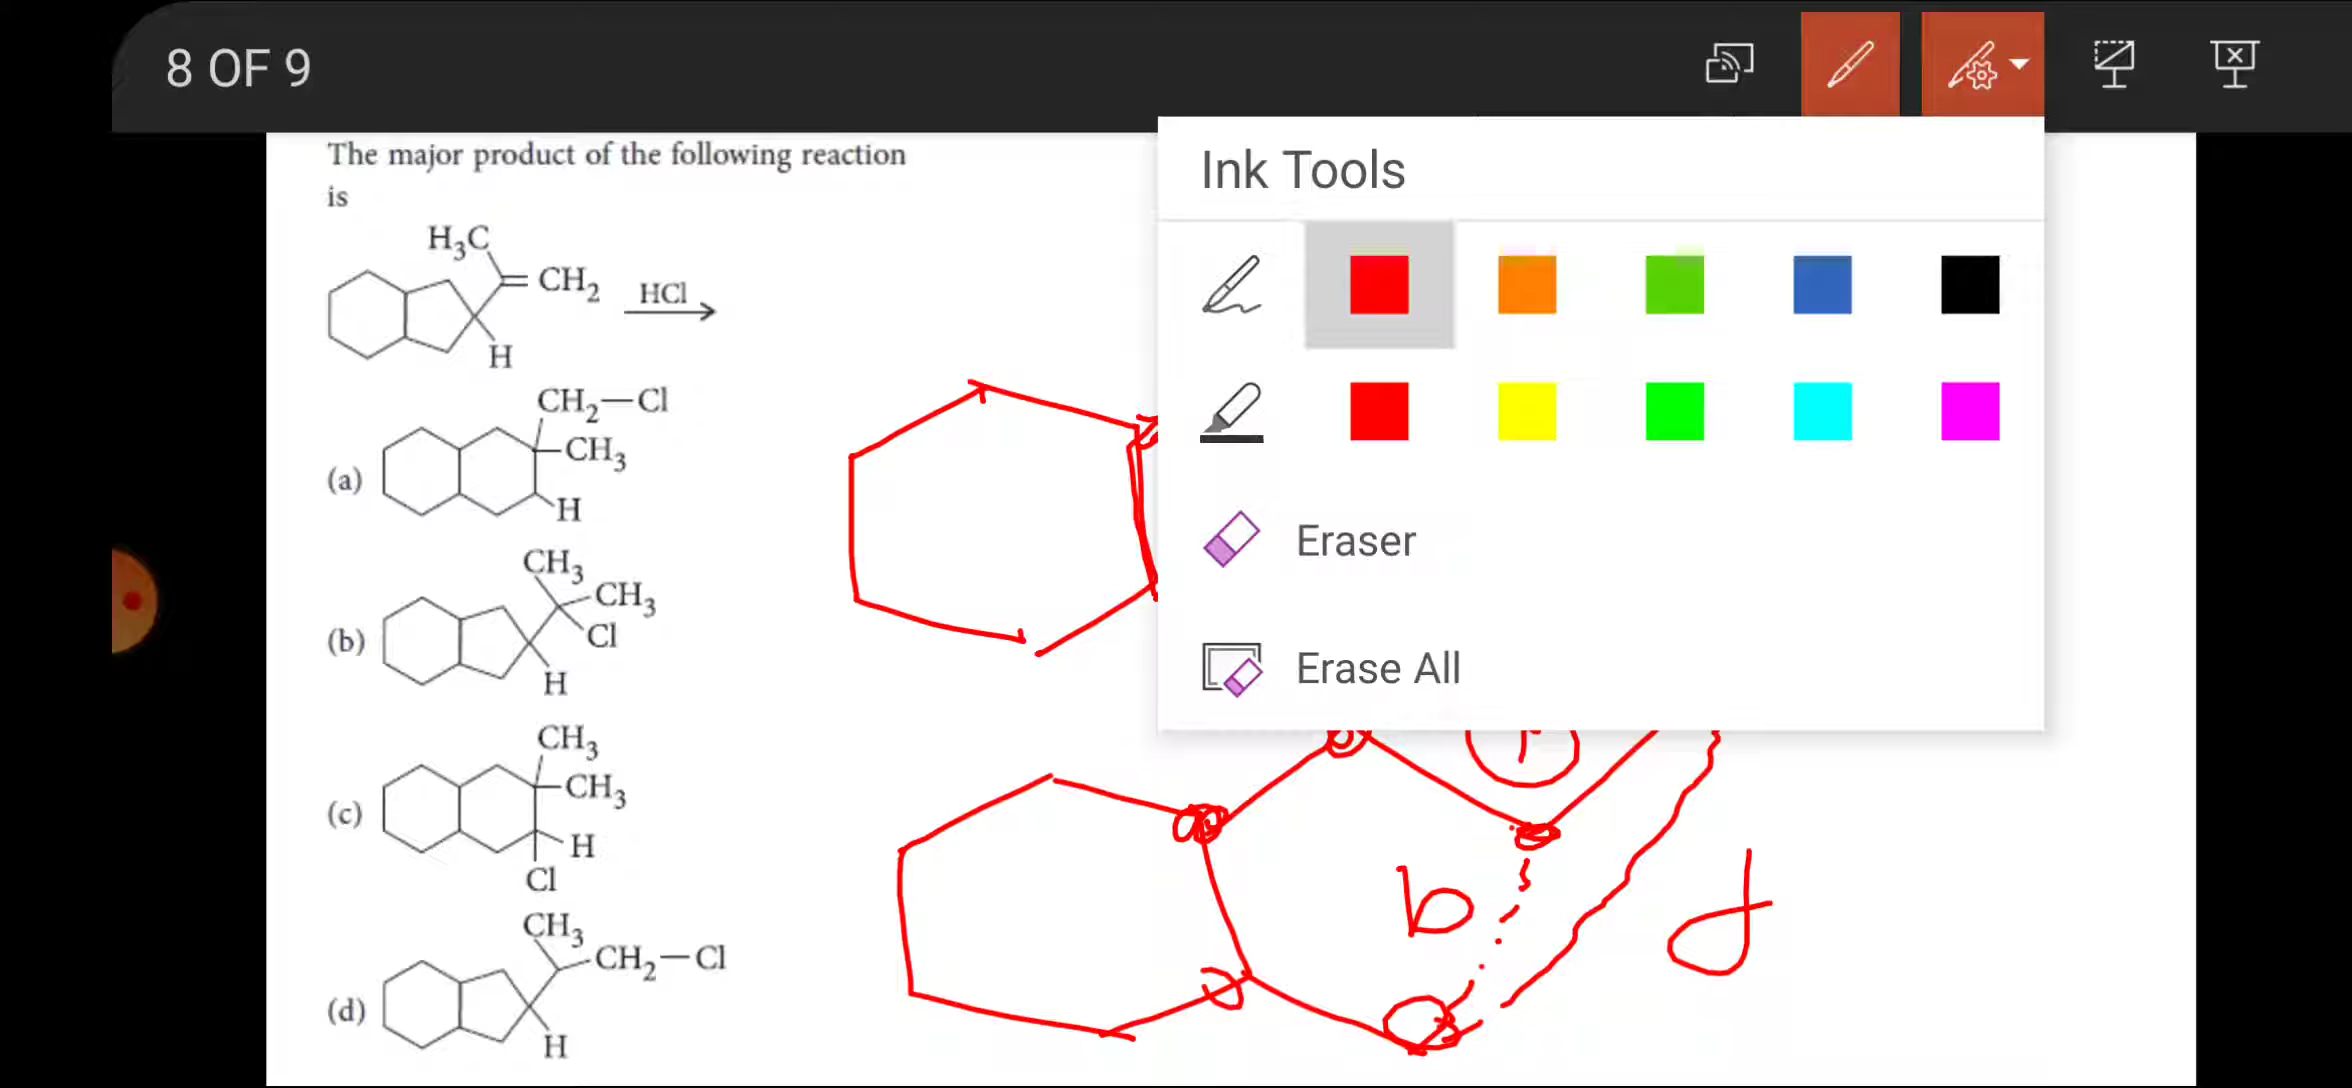 8 OF 9
Ink Tools
Eraser
Erase All
The major product of the following reaction
is
H₃C
CH₂
HCl
H
CH₂—Cl
CH₃
(a)
H
CH₃
CH₃
(b)
Cl
H
CH₃
CH₃
(c)
H
Cl
CH₃
CH₂—Cl
(d)
H
b